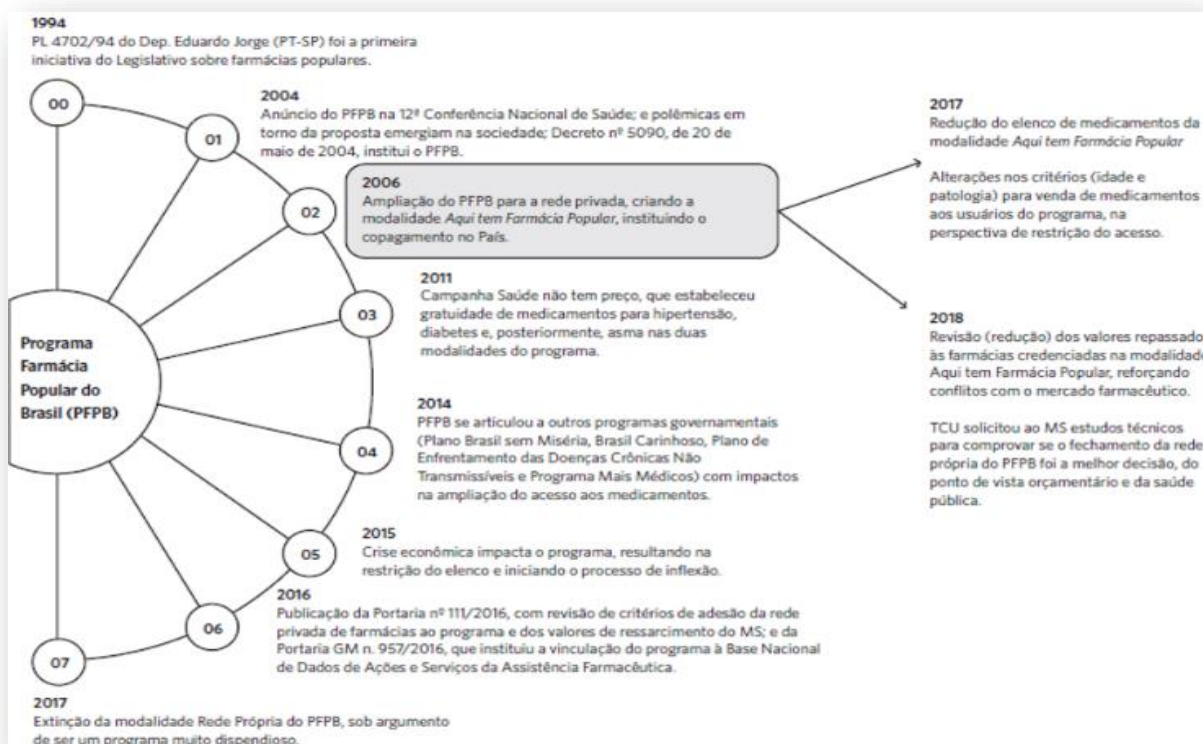 1994
PL 4702/94 do Dep. Eduardo Jorge (PT-SP) foi a primeira
iniciativa do Legislativo sobre farmácias populares.
00
01
2004
Anúncio do PFPB na 12ª Conferência Nacional de Saúde; e polêmicas em
torno da proposta emergiam na sociedade; Decreto nº 5090, de 20 de
maio de 2004, institui o PFPB.
02
2006
Ampliação do PFPB para a rede privada, criando a
modalidade Aqui tem Farmácia Popular, instituindo o
copagamento no País.
2017
Redução do elenco de medicamentos da
modalidade Aqui tem Farmácia Popular
Alterações nos critérios (idade e
patologia) para venda de medicamentos
aos usuários do programa, na
perspectiva de restrição do acesso.
2018
Revisão (redução) dos valores repassado
às farmácias credenciadas na modalidade
Aqui tem Farmácia Popular, reforçando
conflitos com o mercado farmacêutico.
TCU solicitou ao MS estudos técnicos
para comprovar se o fechamento da rede
própria do PFPB foi a melhor decisão, do
ponto de vista orçamentário e da saúde
pública.
Programa
Farmácia
Popular do
Brasil (PFPB)
03
2011
Campanha Saúde não tem preço, que estabeleceu
gratuidade de medicamentos para hipertensão,
diabetes e, posteriormente, asma nas duas
modalidades do programa.
04
2014
PFPB se articulou a outros programas governamentais
(Plano Brasil sem Miséria, Brasil Carinhoso, Plano de
Enfrentamento das Doenças Crônicas Não
Transmissíveis e Programa Mais Médicos) com impactos
na ampliação do acesso aos medicamentos.
05
2015
Crise econômica impacta o programa, resultando na
restrição do elenco e iniciando o processo de inflexão.
06
2016
Publicação da Portaria nº 111/2016, com revisão de critérios de adesão da rede
privada de farmácias ao programa e dos valores de ressarcimento do MS; e da
Portaria GM n. 957/2016, que instituiu a vinculação do programa à Base Nacional
de Dados de Ações e Serviços da Assistência Farmacêutica.
07
2017
Extinção da modalidade Rede Própria do PFPB, sob argumento
de ser um programa muito dispendioso.